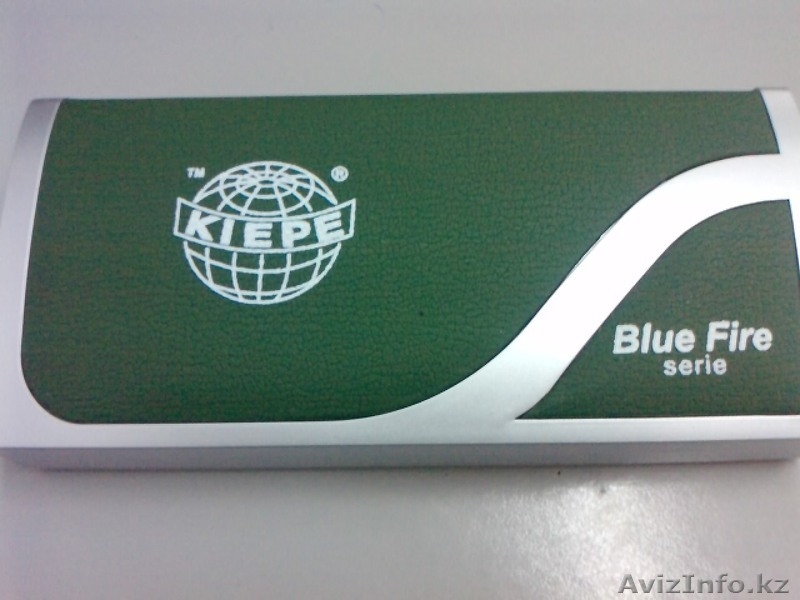 TM ®
KIEPE
Blue Fire
serie
AvizInfo.kz